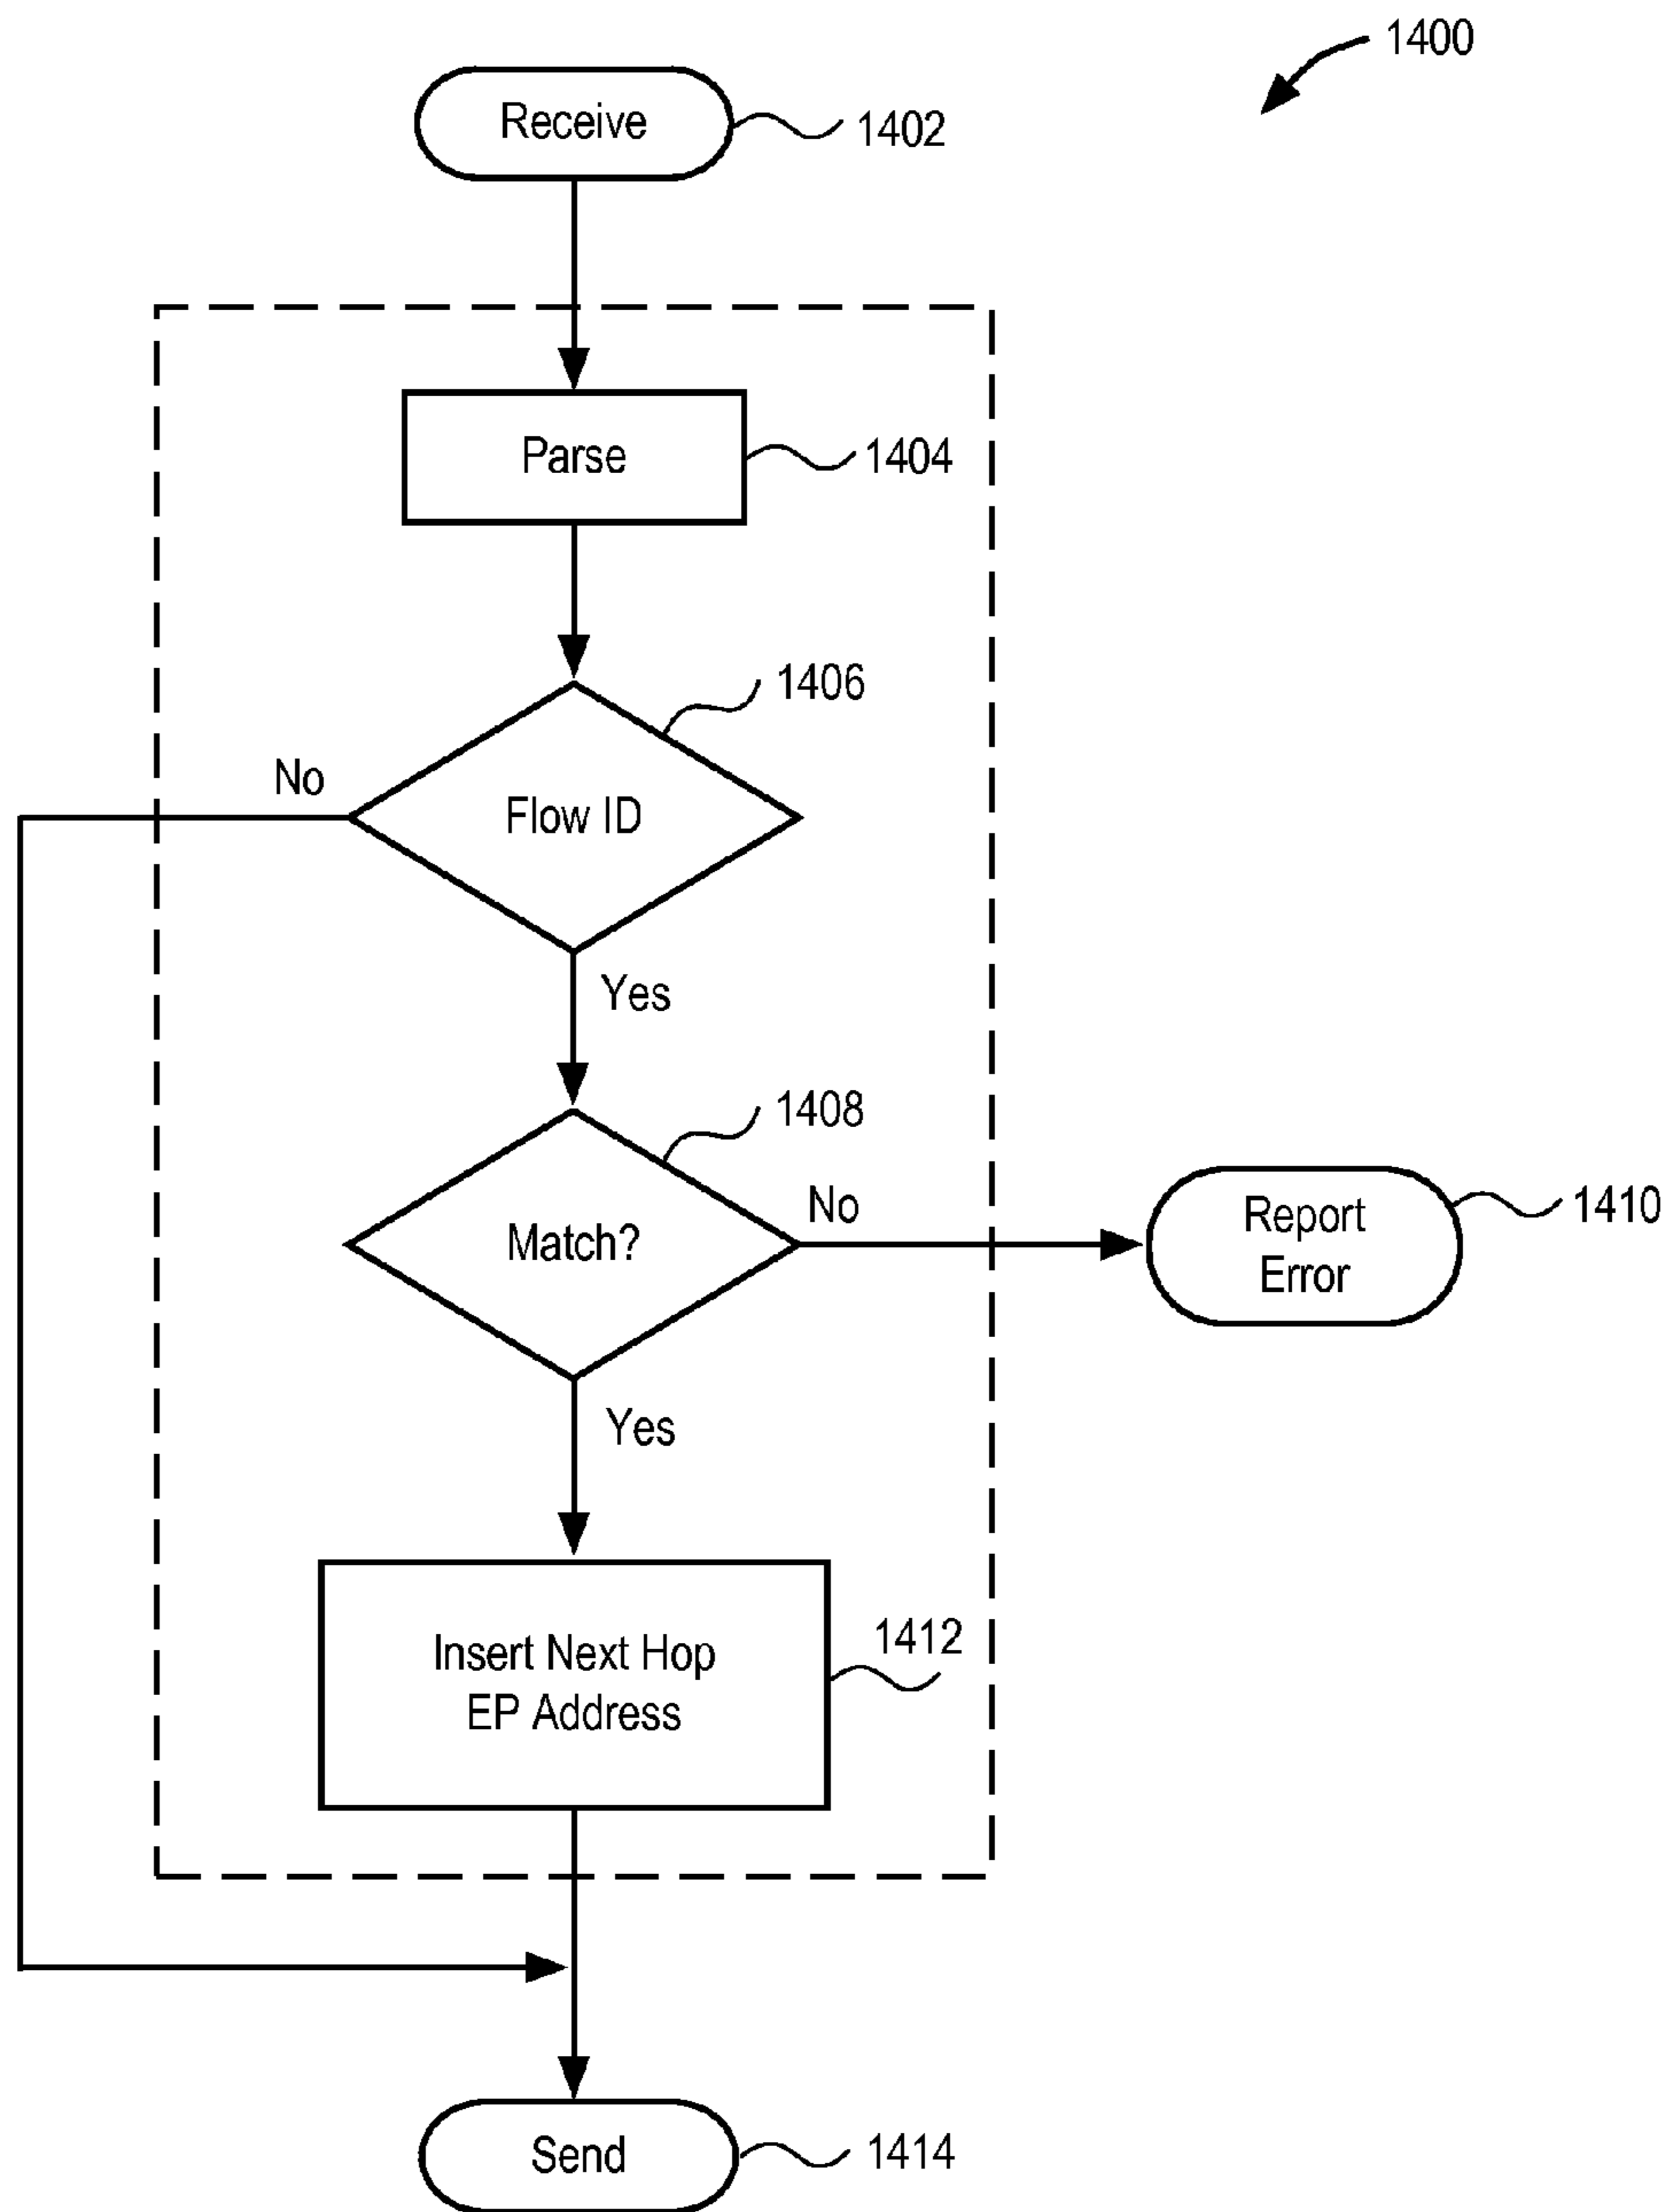 1400
Receive
1402
Parse
1404
1406
No
Flow ID
Yes
1408
No
Match?
Report
Error
1410
Yes
Insert Next Hop
EP Address
1412
Send
1414